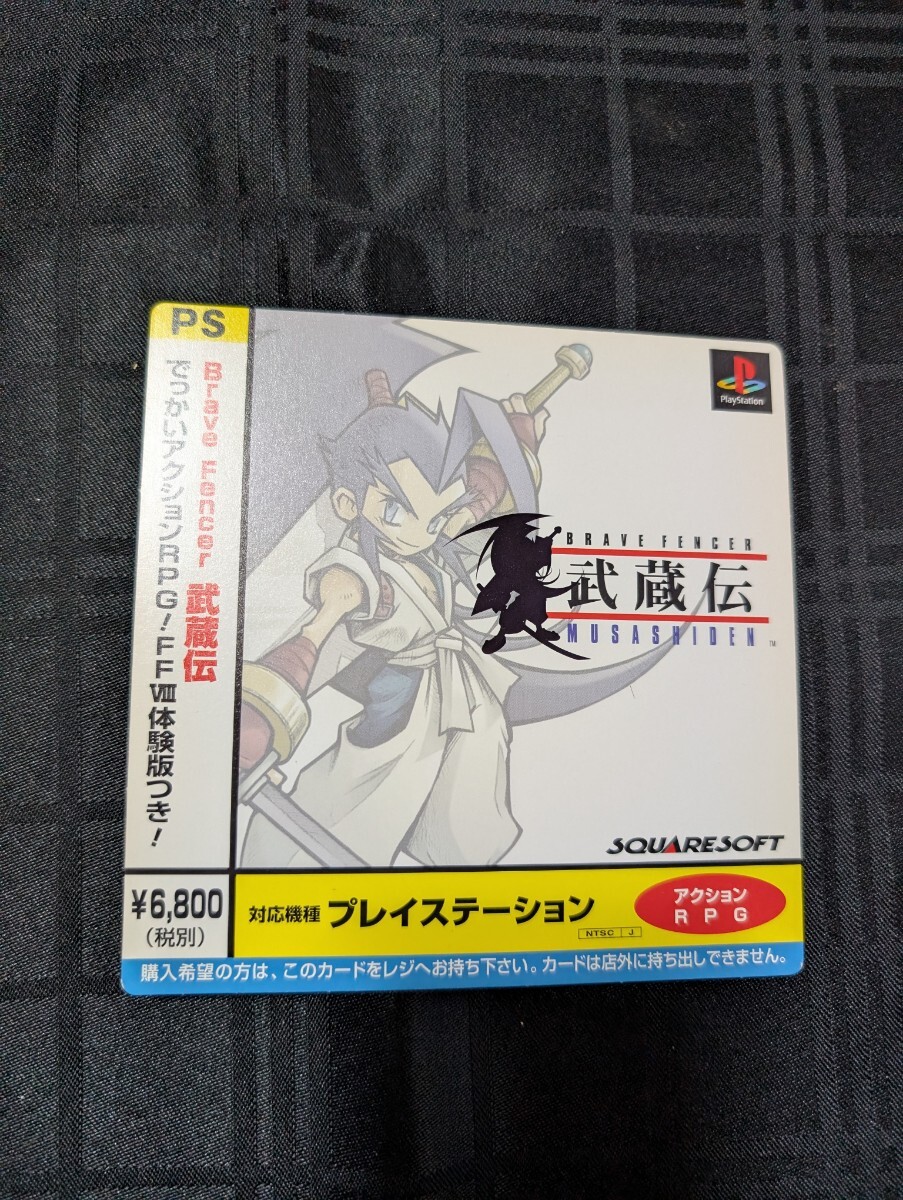 PS
Brave Fencer 武蔵伝
でっかいアクションRPG!FFⅧ体験版つき!
PlayStation
BRAVE FENCER
武蔵伝
MUSASHIDEN
TM
SQUARESOFT
¥6,800
(税別)
対応機種 プレイステーション
NTSC J
アクション
RPG
購入希望の方は、このカードをレジへお持ち下さい。カードは店外に持ち出しできません。